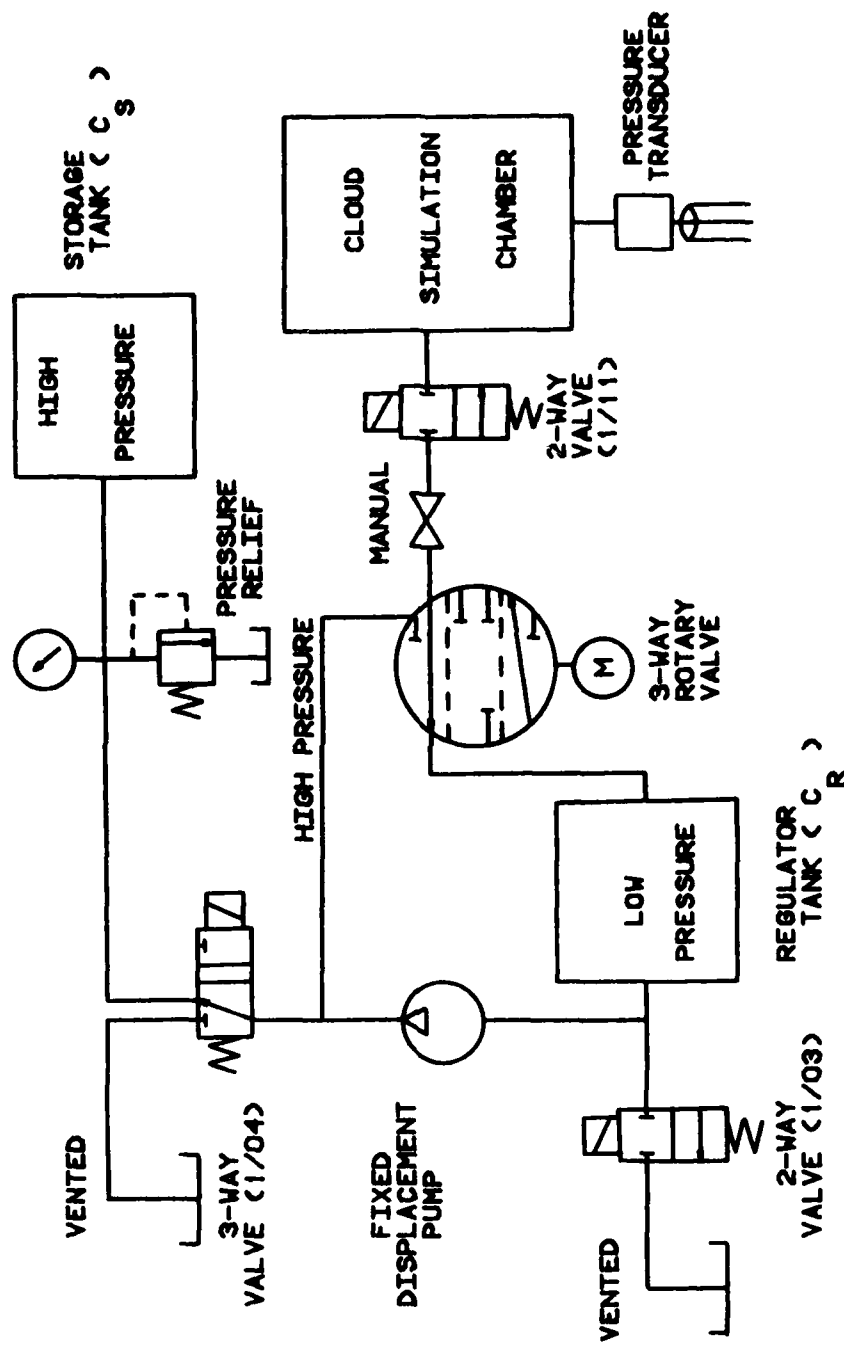 VENTED
3-WAY
VALVE (1/04)
HIGH
PRESSURE
STORAGE
TANK ( C
S )
PRESSURE
RELIEF
HIGH PRESSURE
FIXED
DISPLACEMENT
PUMP
MANUAL
CLOUD
SIMULATION
CHAMBER
2-WAY
VALVE
(1/11)
VENTED
2-WAY
VALVE (1/03)
LOW
PRESSURE
REGULATOR
TANK ( C
R )
M
3-WAY
ROTARY
VALVE
PRESSURE
TRANSDUCER